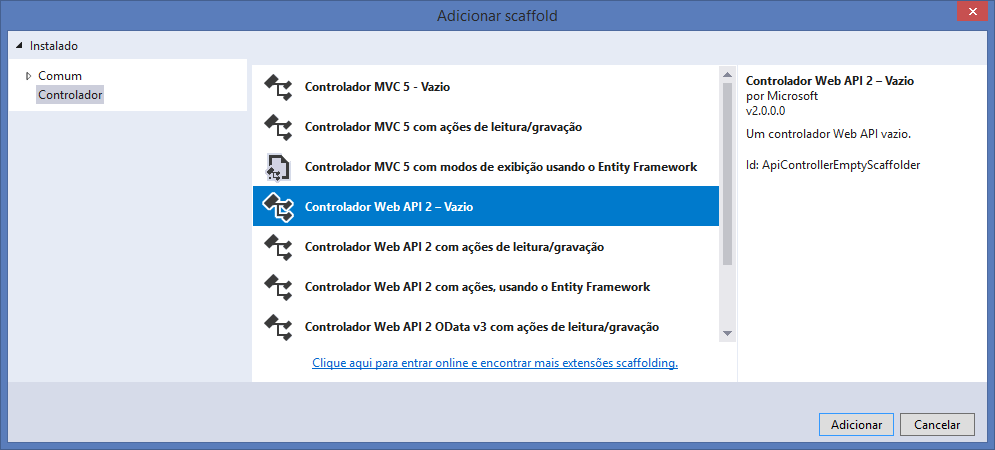 Adicionar scaffold
Instalado
Comum
Controlador
Controlador MVC 5 - Vazio
Controlador MVC 5 com ações de leitura/gravação
Controlador MVC 5 com modos de exibição usando o Entity Framework
Controlador Web API 2 – Vazio
Controlador Web API 2 com ações de leitura/gravação
Controlador Web API 2 com ações, usando o Entity Framework
Controlador Web API 2 OData v3 com ações de leitura/gravação
Clique aqui para entrar online e encontrar mais extensões scaffolding.
Controlador Web API 2 – Vazio
por Microsoft
v2.0.0.0
Um controlador Web API vazio.
Id: ApiControllerEmptyScaffolder
Adicionar
Cancelar